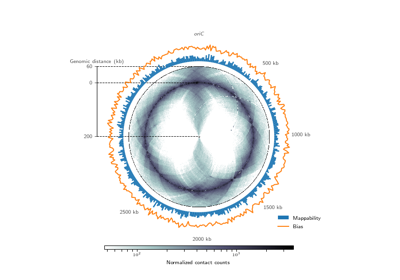 oriC
Genomic distance (kb)
60
0
200
500 kb
1000 kb
1500 kb
2000 kb
2500 kb
Mappability
Bias
Normalized contact counts